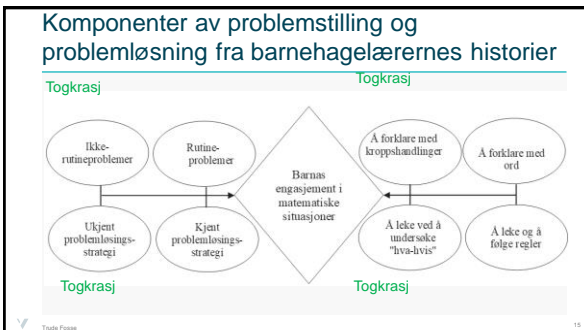 Komponenter av problemstilling og
problemløsning fra barnehagelærernes historier
Togkrasj
Togkrasj
Ikke-
rutineproblemer
Rutine-
problemer
Ukjent
problemløsings-
strategi
Kjent
problemløsings-
strategi
Barnas
engasjement i
matematiske
situasjoner
Å forklare med
kroppshandlinger
Å forklare med
ord
Å leke ved å
undersøke
"hva-hvis"
Å leke og å
følge regler
Togkrasj
Togkrasj
Trude Fosse
15